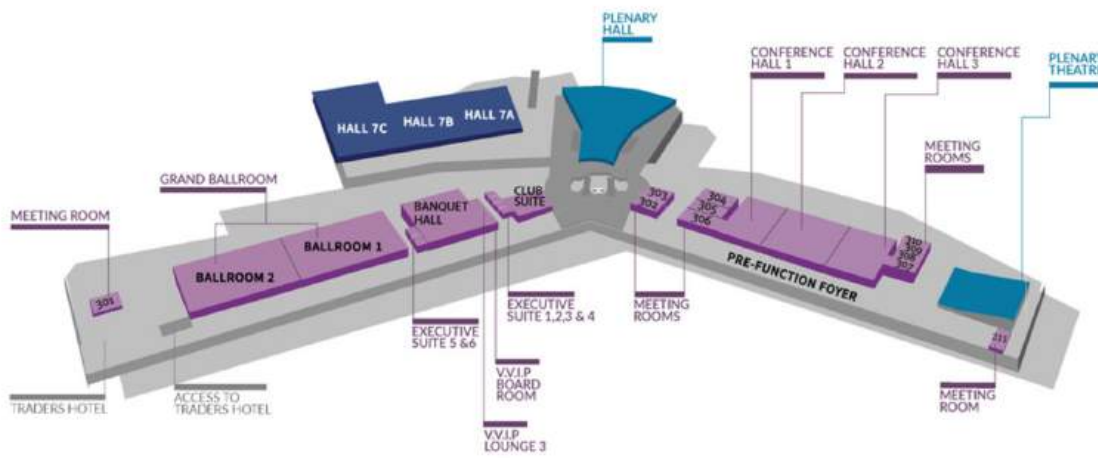 PLENARY
HALL
CONFERENCE
HALL 1
CONFERENCE
HALL 2
CONFERENCE
HALL 3
PLENARY
THEATRE
HALL 7C
HALL 7B
HALL 7A
MEETING
ROOMS
GRAND BALLROOM
MEETING ROOM
BANQUET
HALL
CLUB
SUITE
303
302
304
305
306
310
309
308
307
BALLROOM 1
BALLROOM 2
PRE-FUNCTION FOYER
301
EXECUTIVE
SUITE 1,2,3 & 4
MEETING
ROOMS
EXECUTIVE
SUITE 5 &6
311
V.V.I.P
BOARD
ROOM
MEETING
ROOM
TRADERS HOTEL
ACCESS TO
TRADERS HOTEL
V.V.I.P
LOUNGE 3